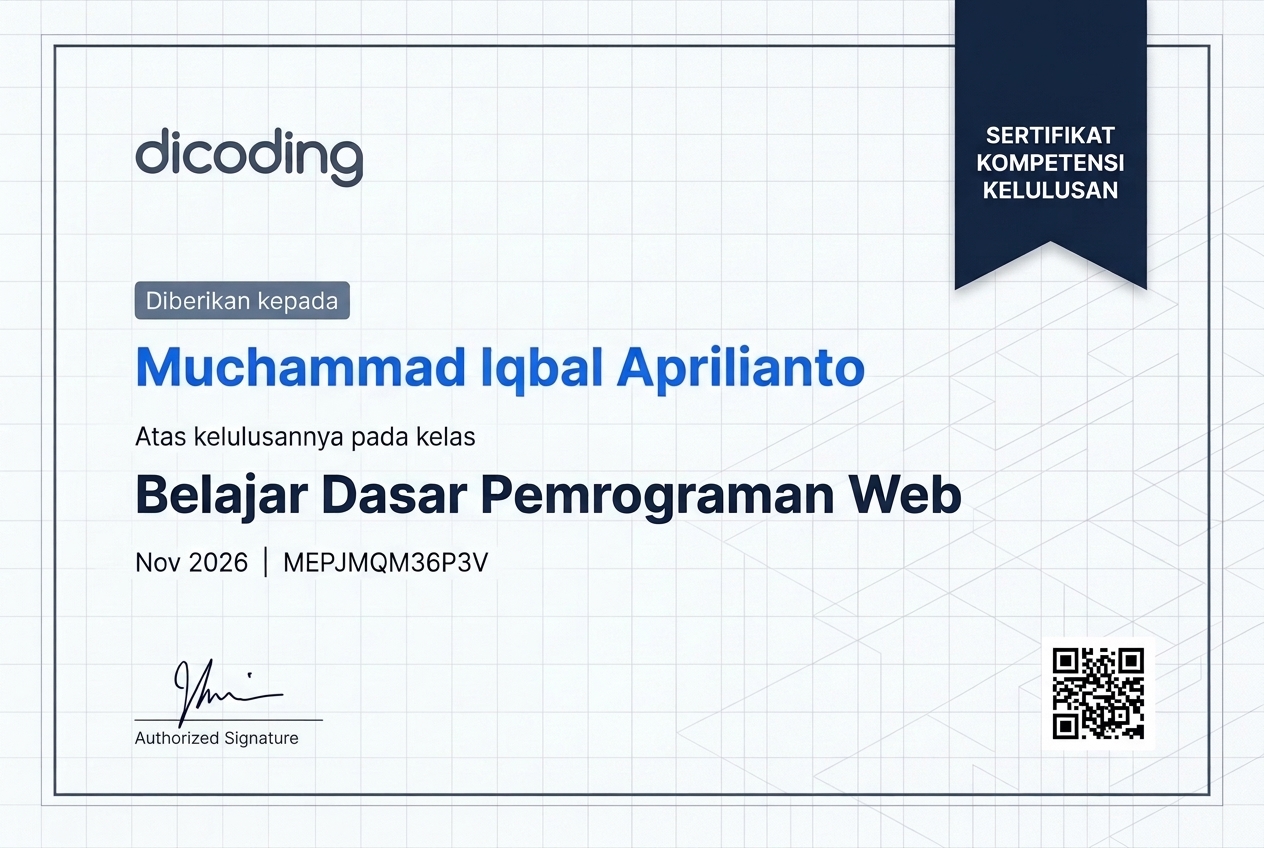 dicoding
SERTIFIKAT
KOMPETENSI
KELULUSAN
Diberikan kepada
Muchammad Iqbal Aprilianto
Atas kelulusannya pada kelas
Belajar Dasar Pemrograman Web
Nov 2026 | MEPJMQM36P3V
Authorized Signature